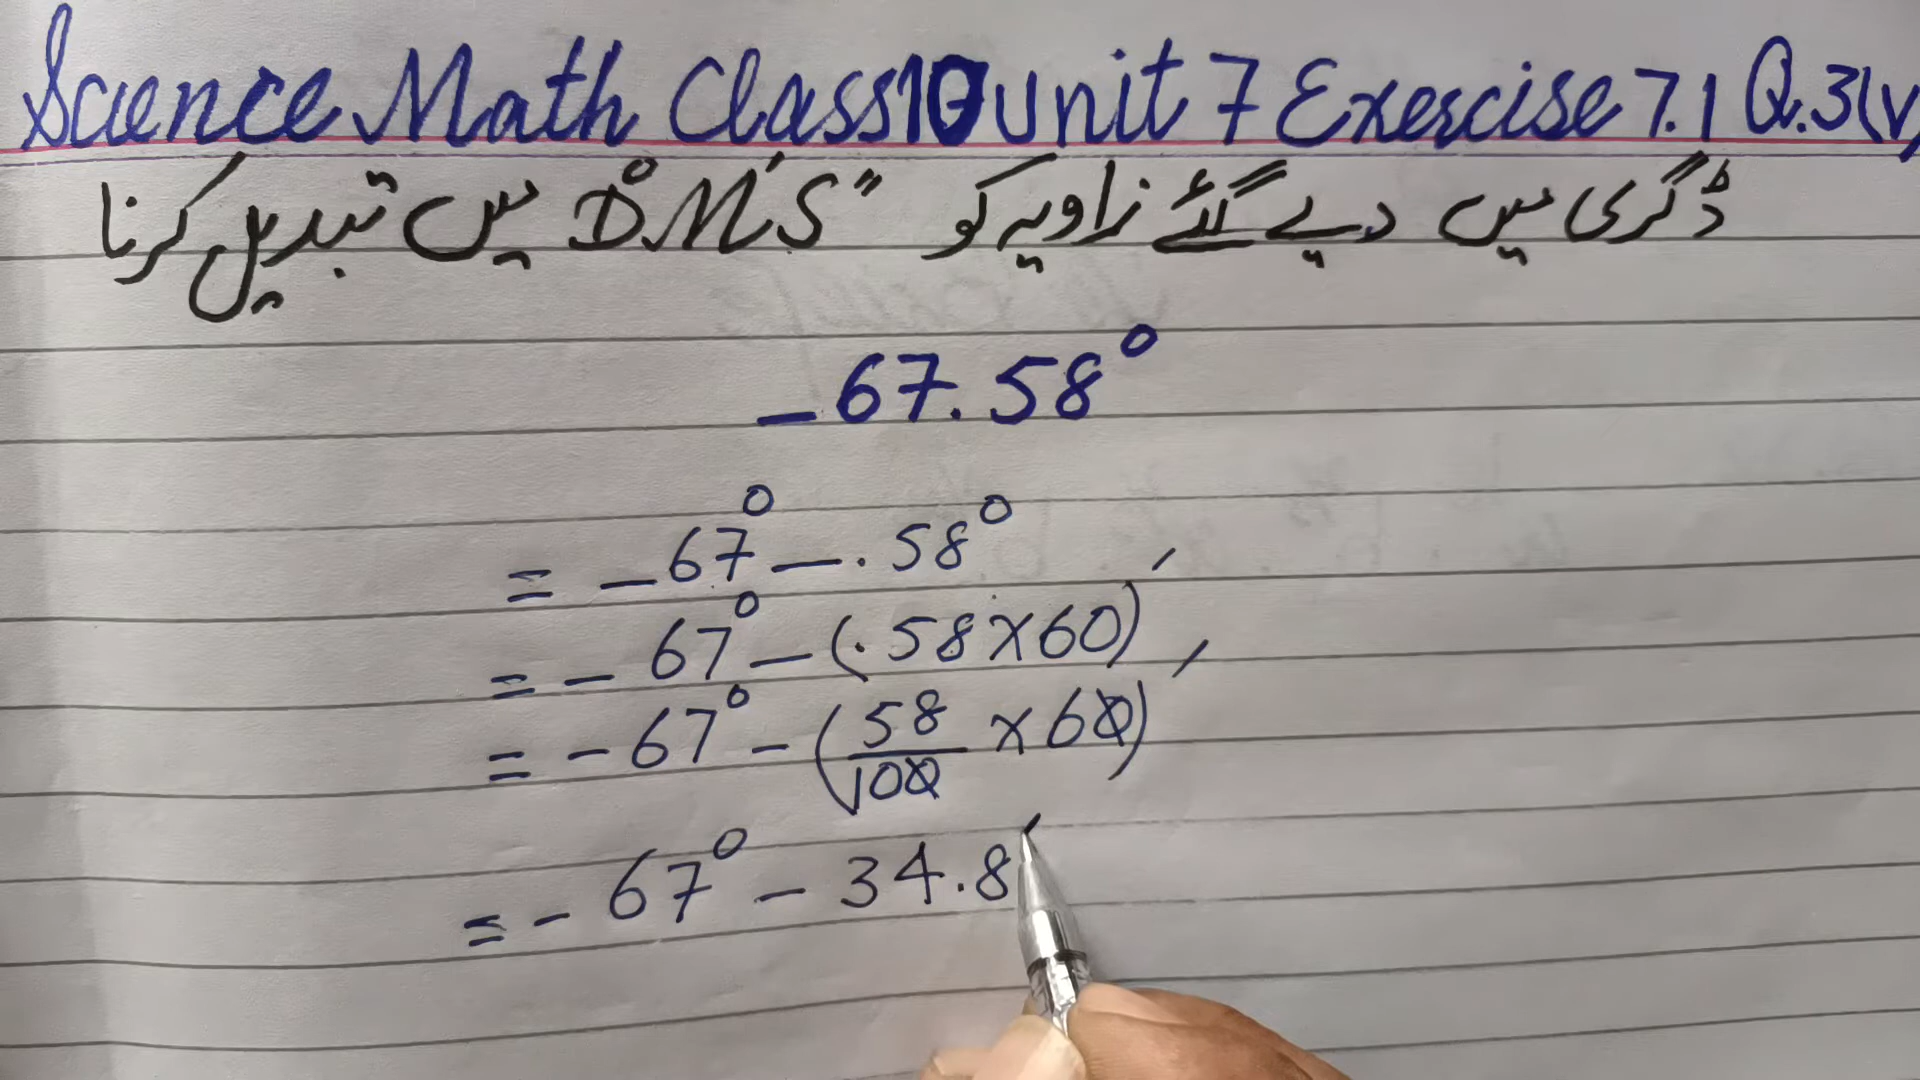 Science Math Class10 Unit 7 Exercise 7.1 Q.3(v)
ڈگری میں دیے گئے زاویہ کو D°M'S" میں تبدیل کرنا
-67.58°
= -67° - .58°
= -67° - (.58×60)'
= -67° - (58/100 × 60)'
= -67° - 34.8'